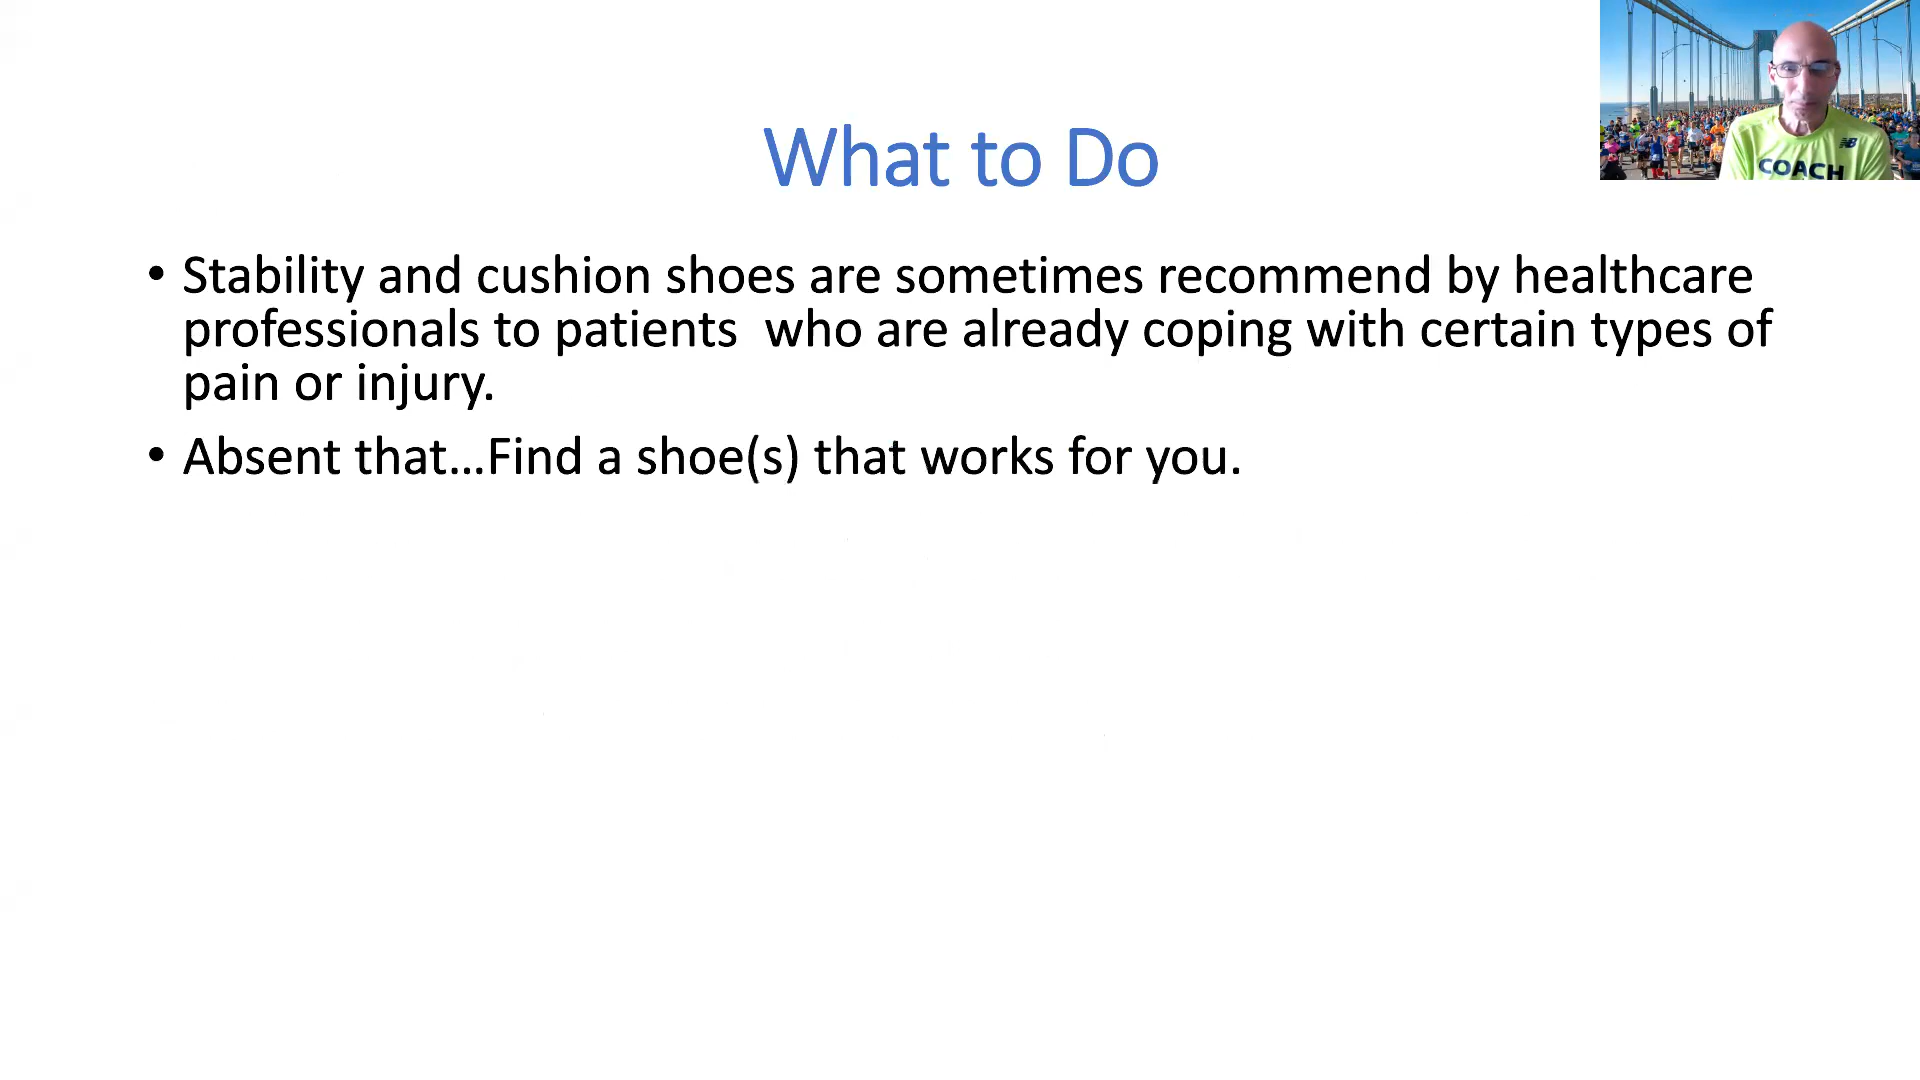 What to Do
• Stability and cushion shoes are sometimes recommend by healthcare
professionals to patients  who are already coping with certain types of
pain or injury.
• Absent that...Find a shoe(s) that works for you.
NB
COACH